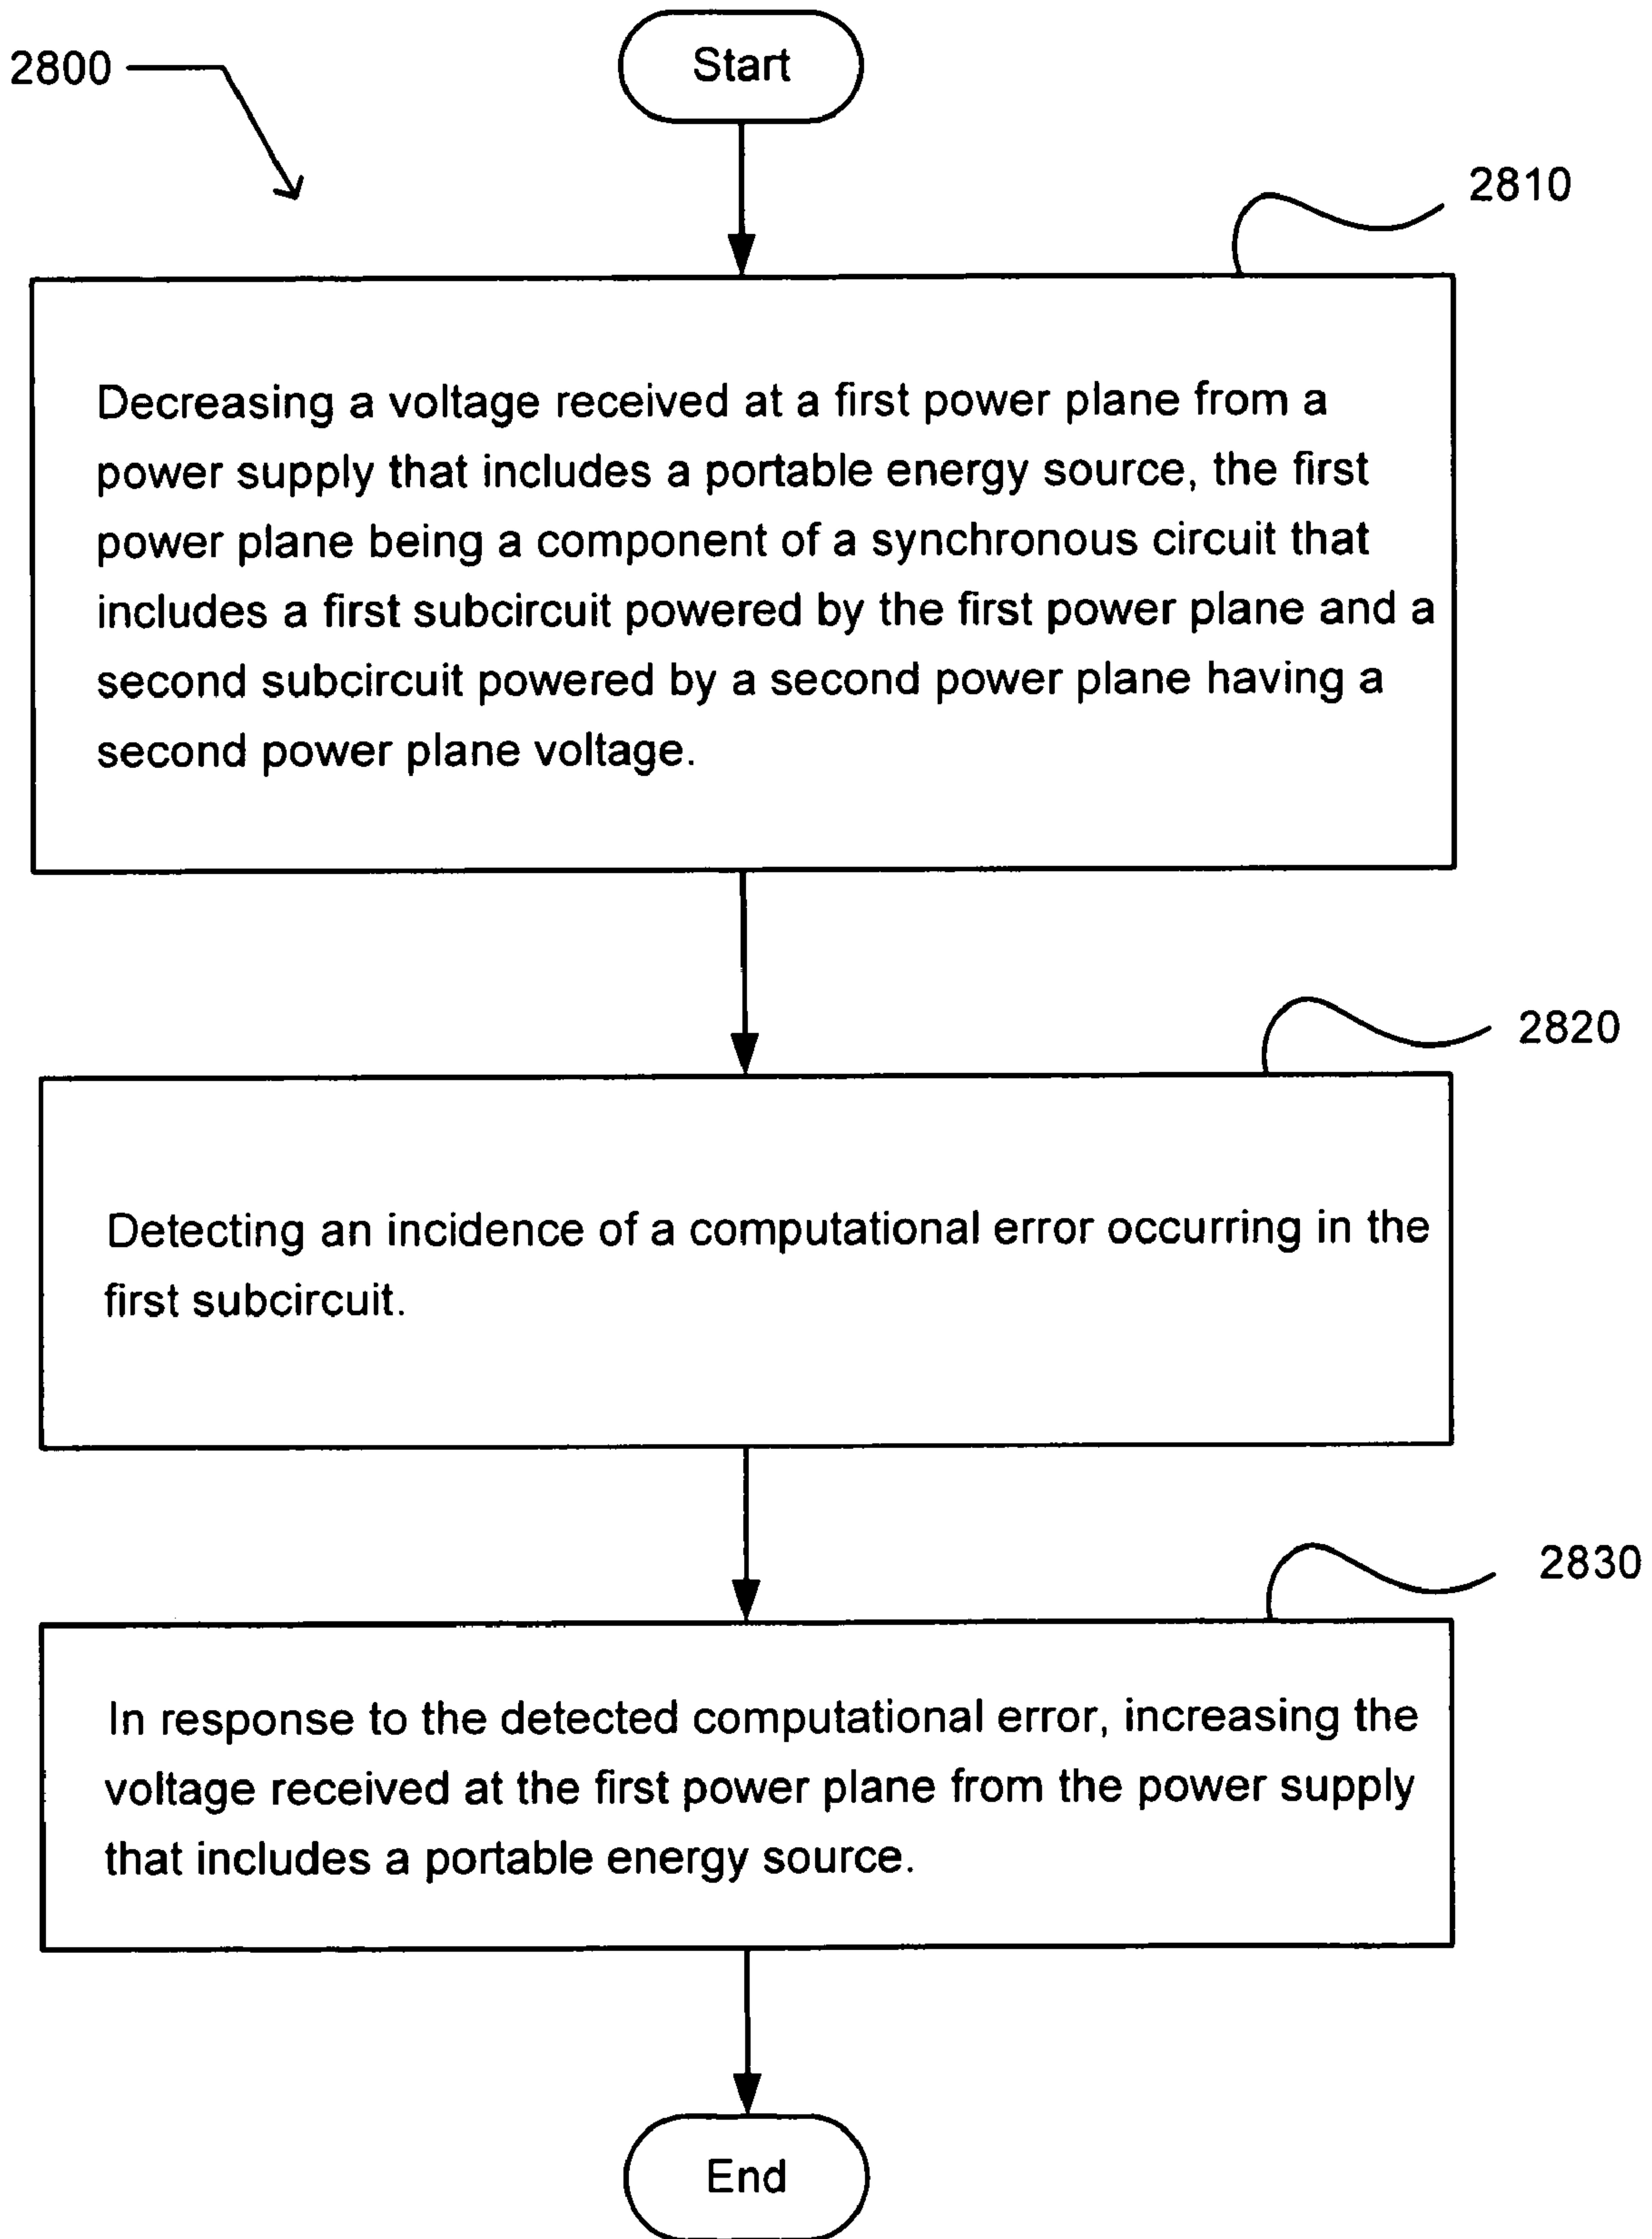 Start
2800
2810
Decreasing a voltage received at a first power plane from a
power supply that includes a portable energy source, the first
power plane being a component of a synchronous circuit that
includes a first subcircuit powered by the first power plane and a
second subcircuit powered by a second power plane having a
second power plane voltage.
2820
Detecting an incidence of a computational error occurring in the
first subcircuit.
2830
In response to the detected computational error, increasing the
voltage received at the first power plane from the power supply
that includes a portable energy source.
End